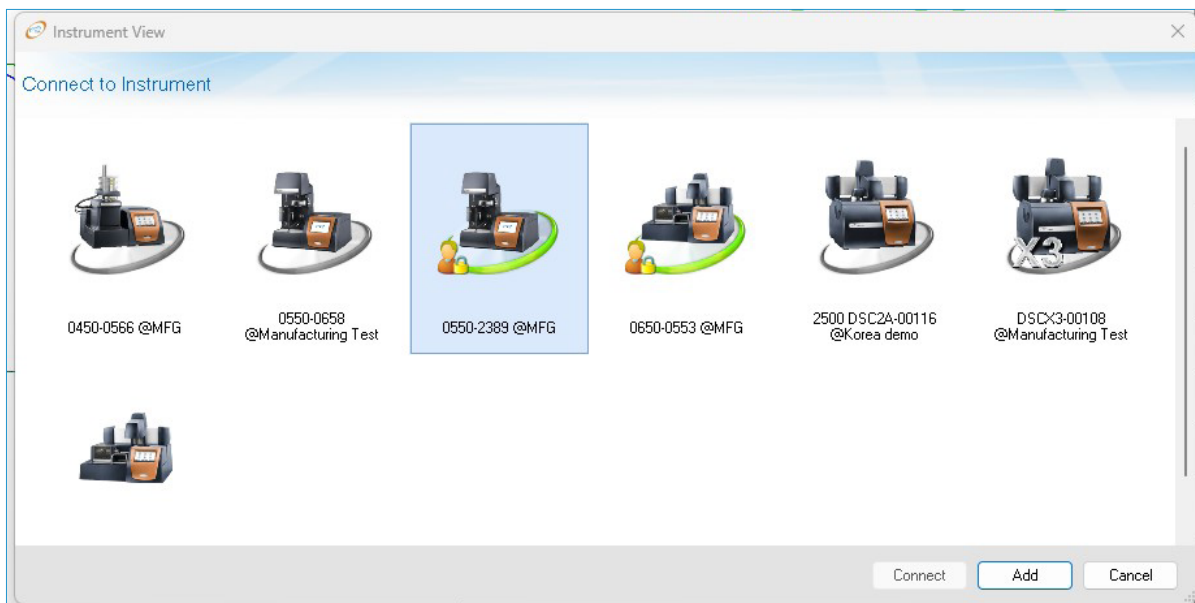 Instrument View
Connect to Instrument
0450-0566 @MFG
0550-0658
@Manufacturing Test
0550-2389 @MFG
0650-0553 @MFG
2500 DSC2A-00116
@Korea demo
DSCX3-00108
@Manufacturing Test
X3
Connect
Add
Cancel